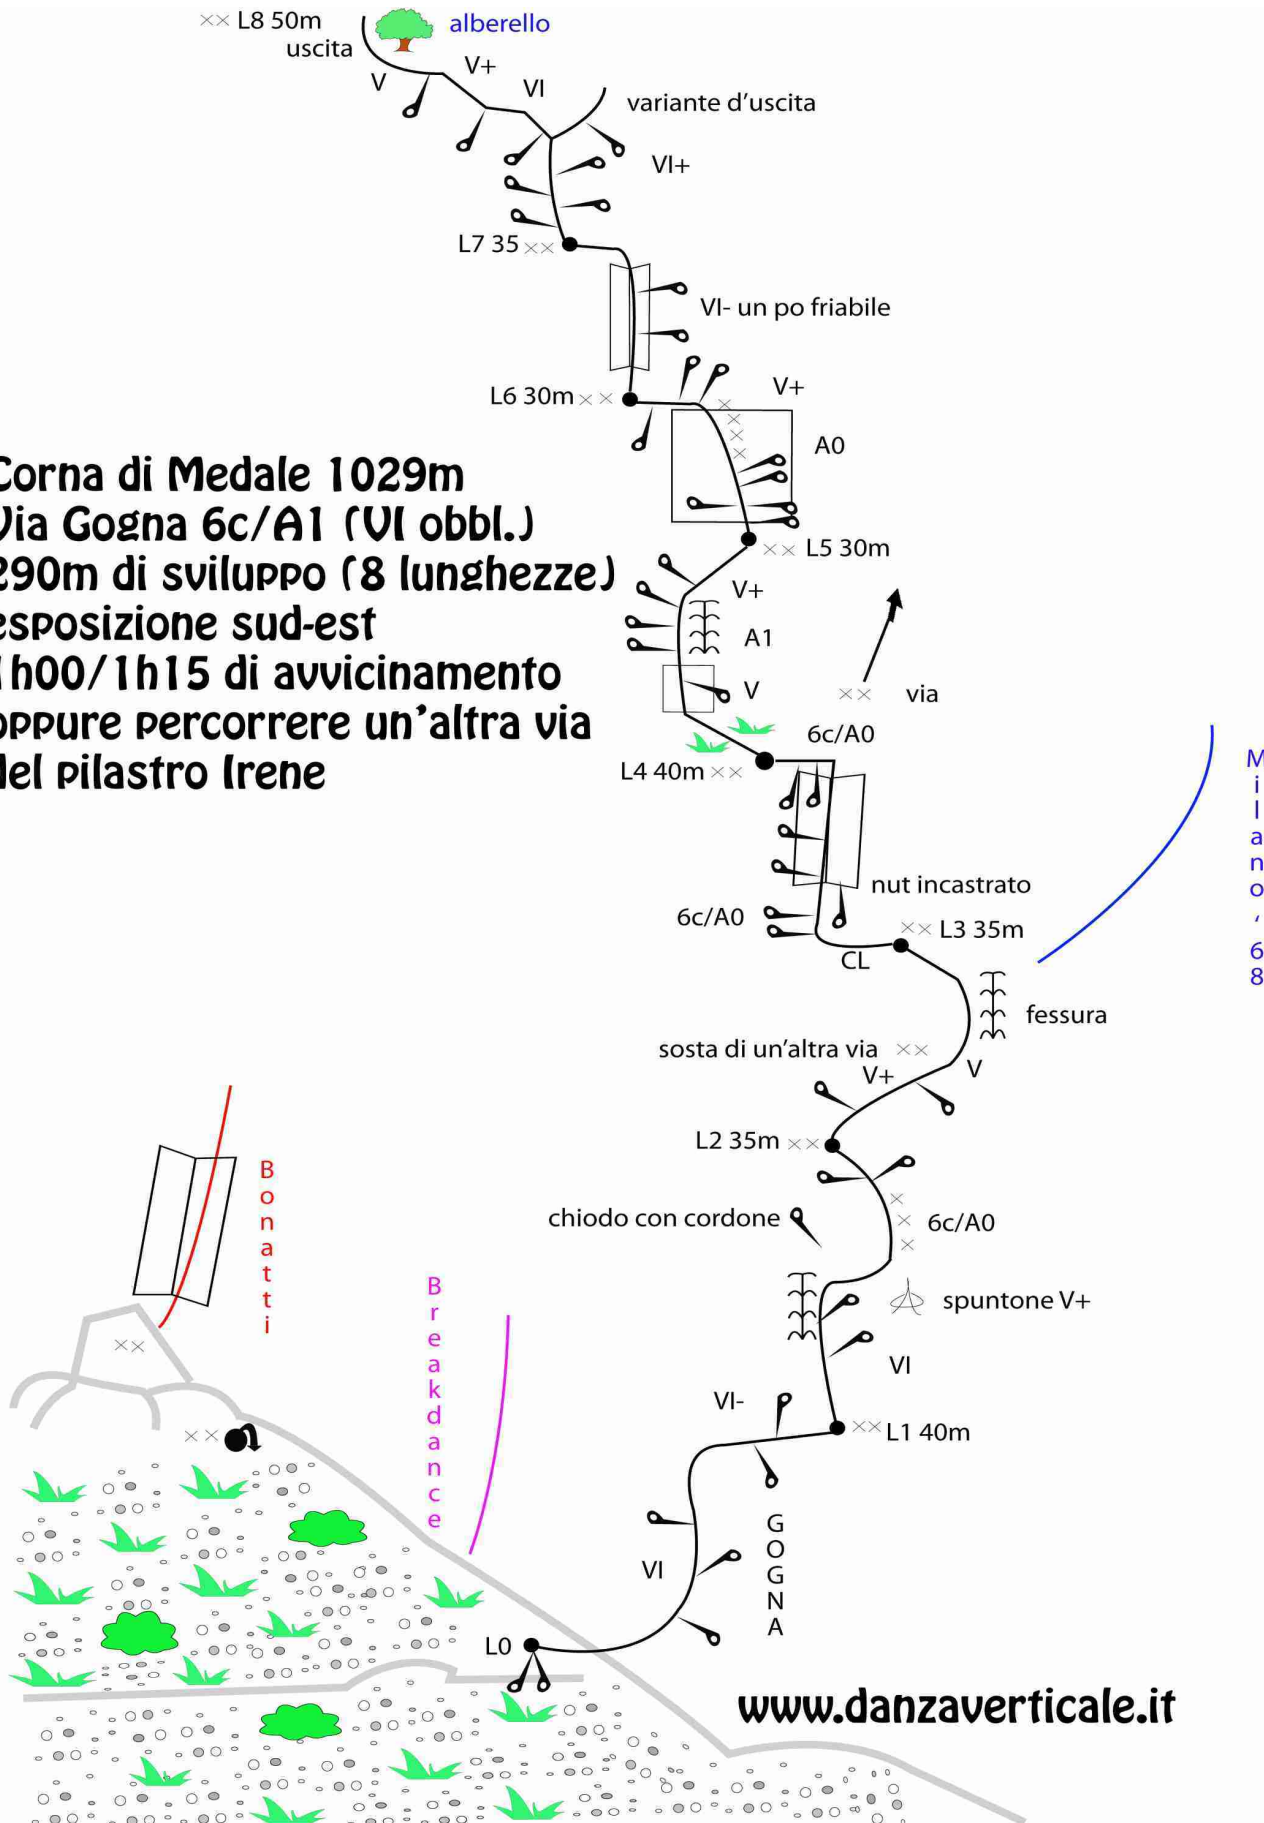 L8 50m
uscita
alberello
V
V+
VI
variante d'uscita
VI+
L7 35
VI- un po friabile
L6 30m
V+
A0
Corna di Medale 1029m
Via Gogna 6c/A1 (VI obbl.)
290m di sviluppo (8 lunghezze)
esposizione sud-est
1h00/1h15 di avvicinamento
oppure percorrere un'altra via
del pilastro Irene
L5 30m
V+
A1
V
via
6c/A0
L4 40m
Milano '68
nut incastrato
6c/A0
L3 35m
CL
fessura
sosta di un'altra via
V+
V
L2 35m
Bonatti
chiodo con cordone
6c/A0
Breakdance
spuntone V+
VI
VI-
L1 40m
GOGNA
VI
L0
www.danzaverticale.it